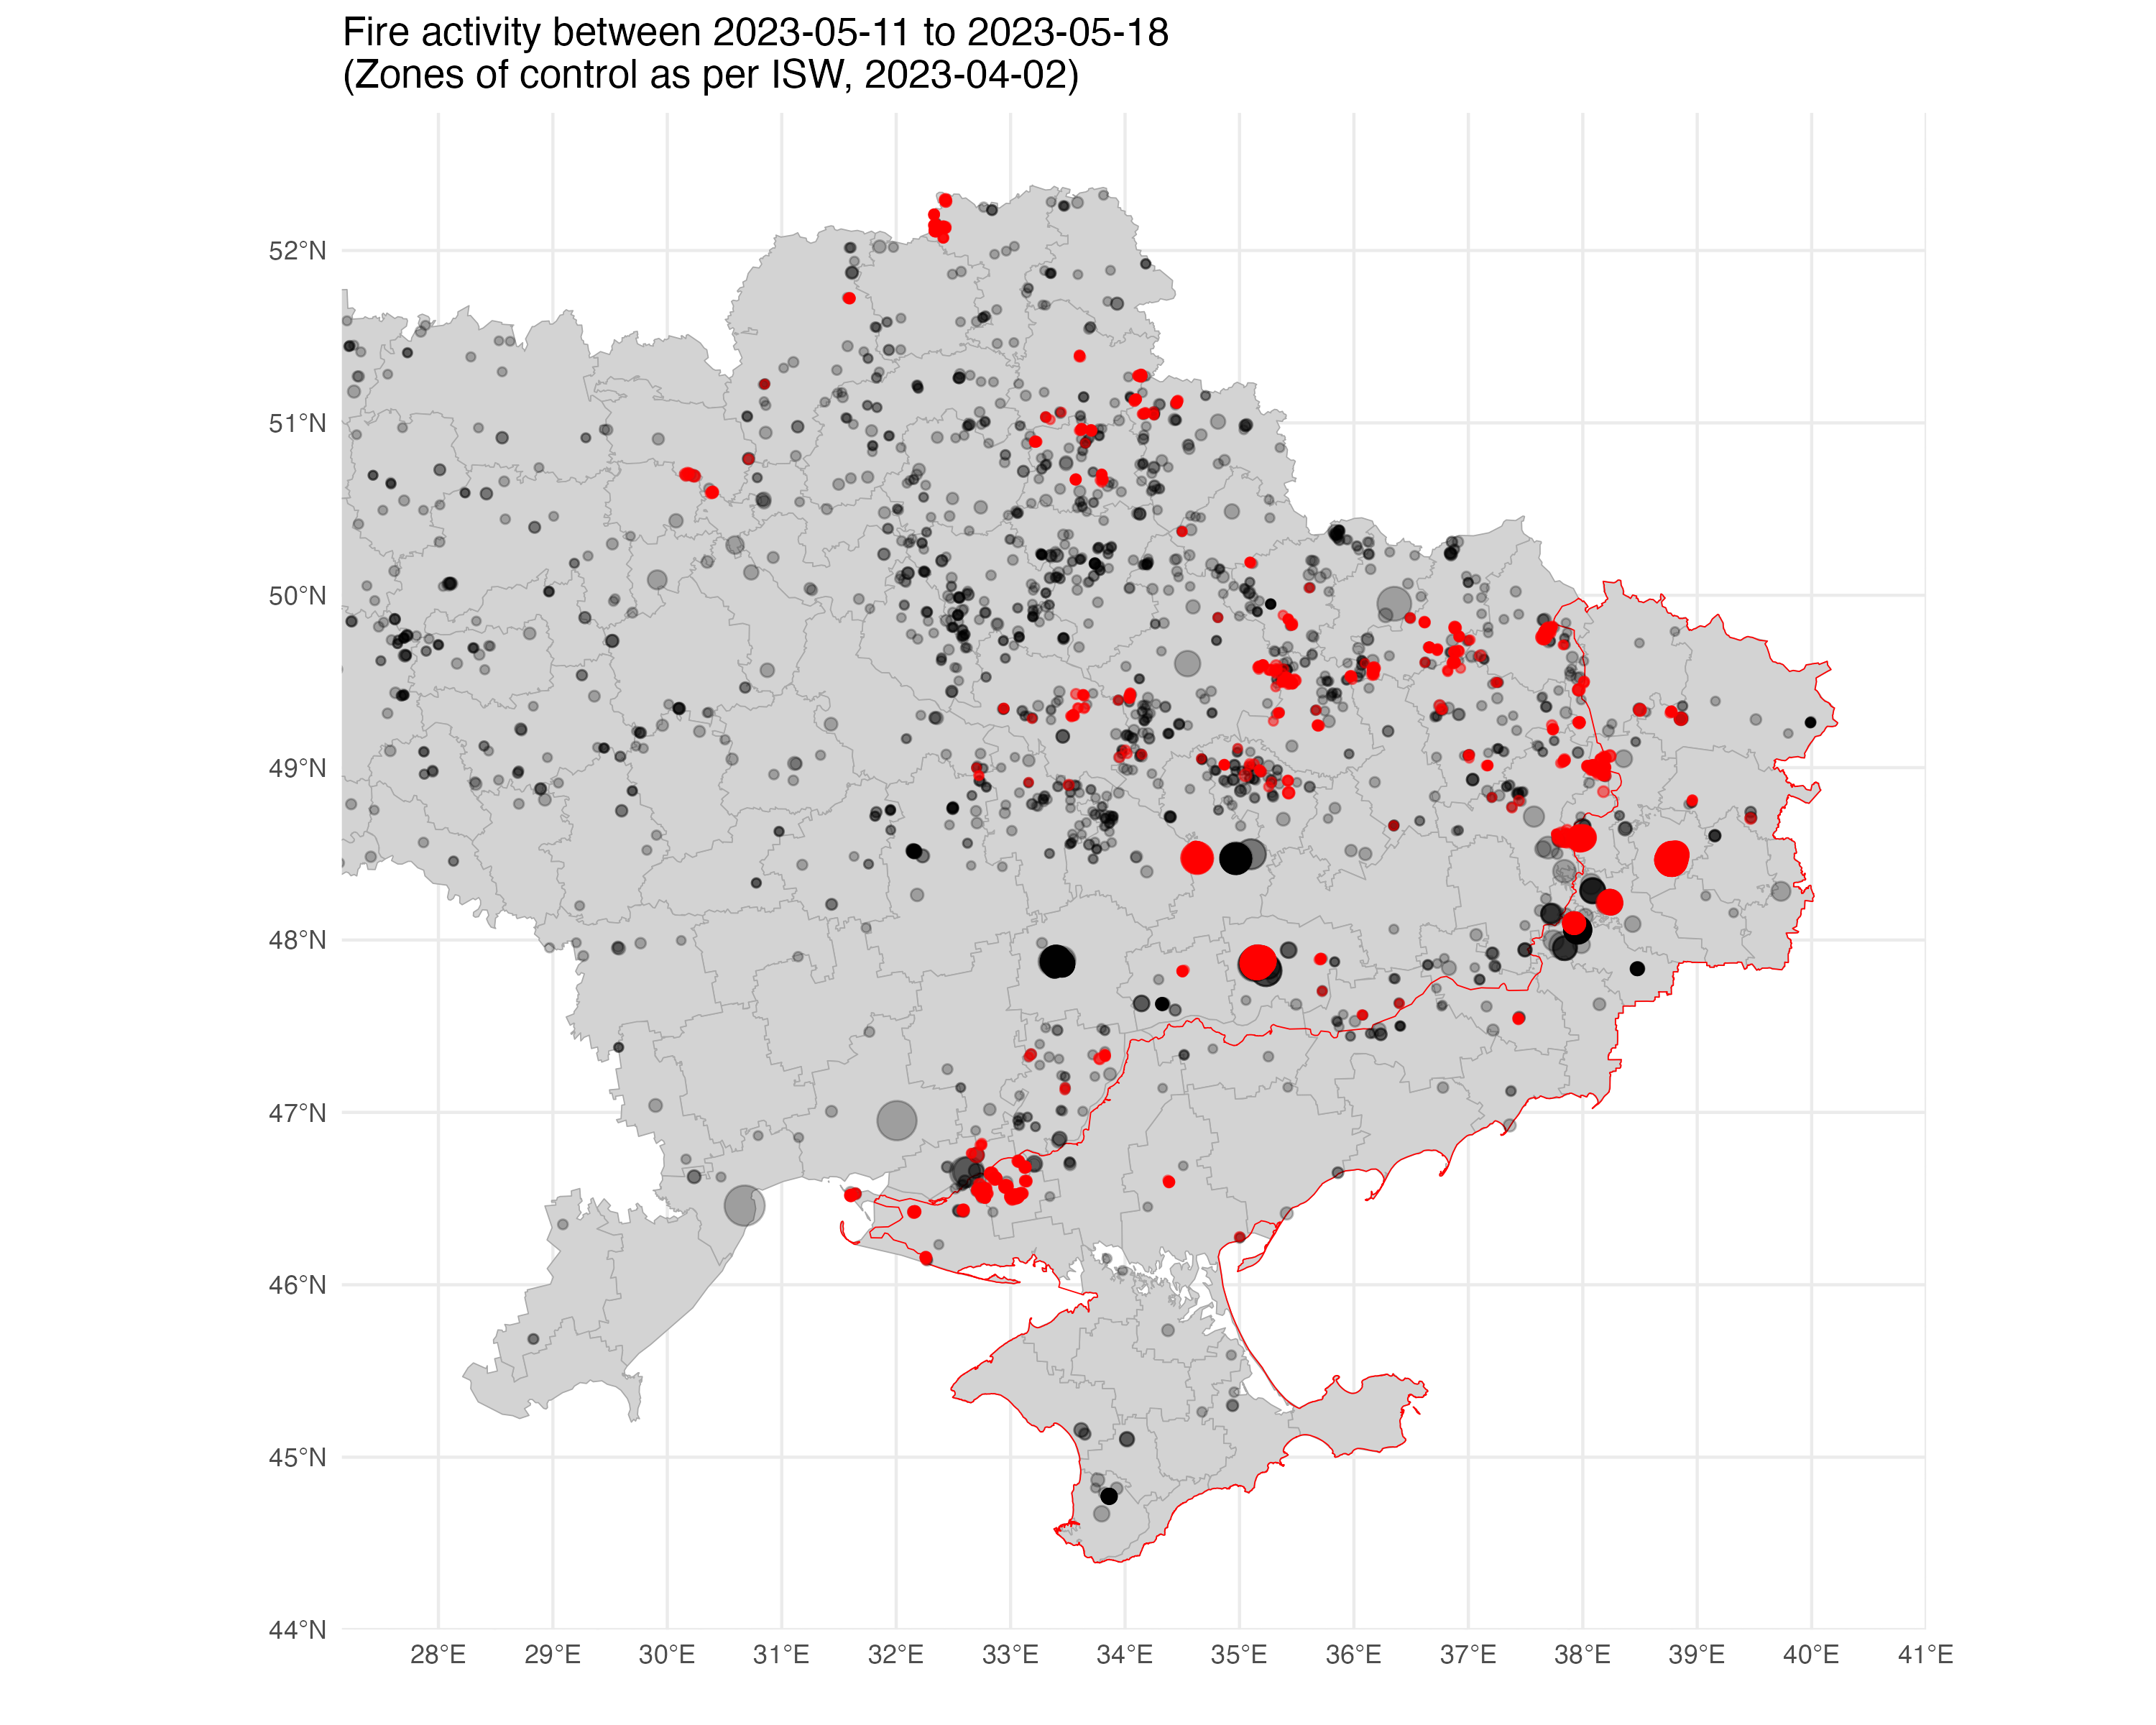 Fire activity between 2023-05-11 to 2023-05-18
(Zones of control as per ISW, 2023-04-02)
52°N
51°N
50°N
49°N
48°N
47°N
46°N
45°N
44°N
28°E 29°E 30°E 31°E 32°E 33°E 34°E 35°E 36°E 37°E 38°E 39°E 40°E 41°E